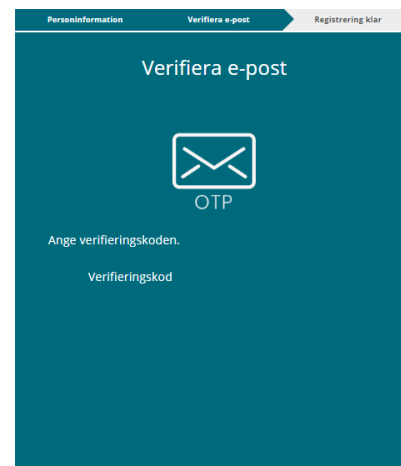 Personinformation Verifiera e-post Registrering klar
Verifiera e-post
OTP
Ange verifieringskoden.
Verifieringskod